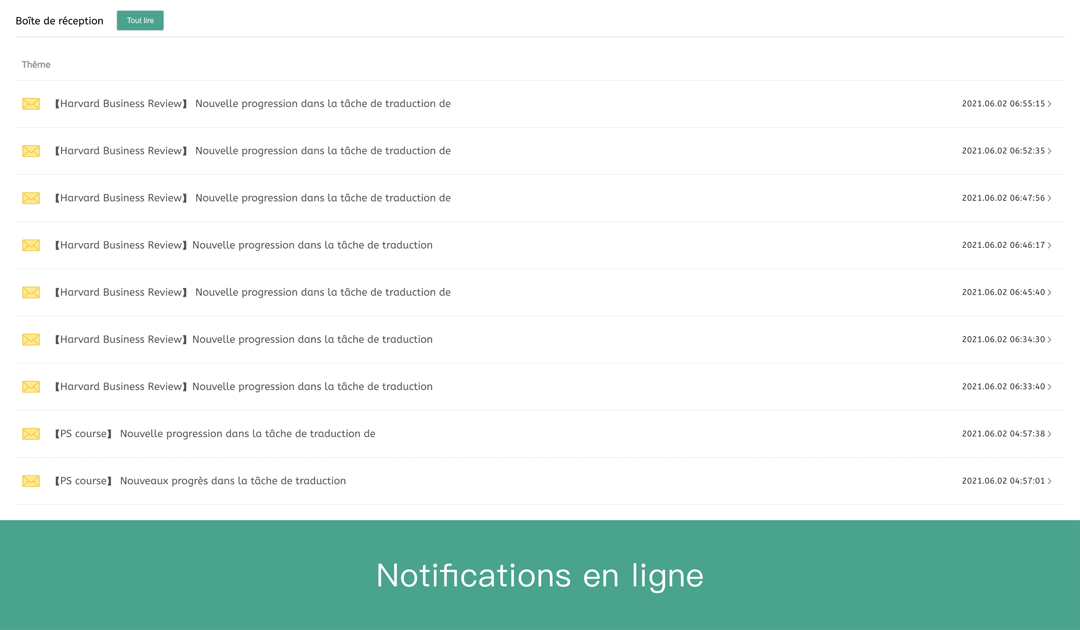 Boîte de réception Tout lire
Thème
【Harvard Business Review】 Nouvelle progression dans la tâche de traduction de 2021.06.02 06:55:15
【Harvard Business Review】 Nouvelle progression dans la tâche de traduction de 2021.06.02 06:52:35
【Harvard Business Review】 Nouvelle progression dans la tâche de traduction de 2021.06.02 06:47:56
【Harvard Business Review】Nouvelle progression dans la tâche de traduction 2021.06.02 06:46:17
【Harvard Business Review】 Nouvelle progression dans la tâche de traduction de 2021.06.02 06:45:40
【Harvard Business Review】Nouvelle progression dans la tâche de traduction 2021.06.02 06:34:30
【Harvard Business Review】Nouvelle progression dans la tâche de traduction 2021.06.02 06:33:40
【PS course】 Nouvelle progression dans la tâche de traduction de 2021.06.02 04:57:38
【PS course】 Nouveaux progrès dans la tâche de traduction 2021.06.02 04:57:01
Notifications en ligne